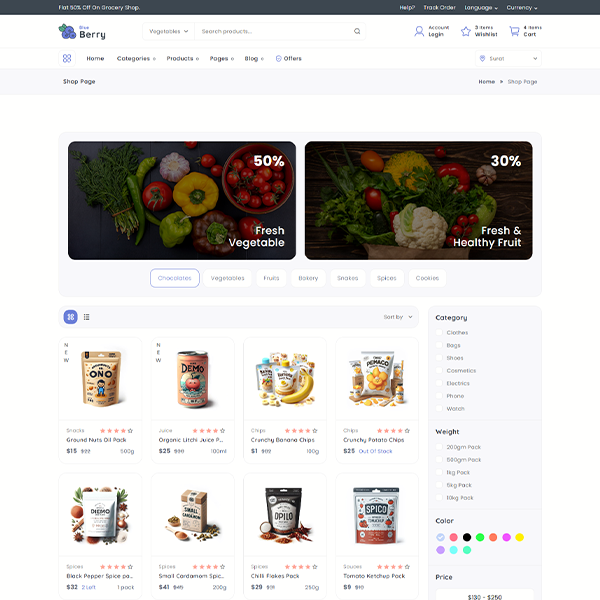 Flat 50% Off On Grocery Shop.
Help? Track Order Language Currency
Blue
Berry
Vegetables Search products...
Account
Login
3 items
Wishlist
4 items
Cart
Home Categories Products Pages Blog Offers
Surat
Shop Page
Home Shop Page
50%
Fresh
Vegetable
30%
Fresh &
Healthy Fruit
Chocolates Vegetables Fruits Bakery Snakes Spices Cookies
Sort by
NEW
ONO
NEW
DEMO
PEMACO
Snacks
Ground Nuts Oil Pack
$15 500g
Juice
Organic Litchi Juice P...
$25 100ml
Chips
Crunchy Banana Chips
$1 100g
Chips
Crunchy Potato Chips
$25 Out Of Stock
SMALL
CARDAMOM
OPILO
SPICO
Spices
Black Pepper Spice pa...
$32 2 Left 1 pack
Spices
Small Cardamom Spic...
$41 $45 200g
Spices
Chilli Flakes Pack
$29 250g
Sauces
Tomato Ketchup Pack
$9 $10
Category
Clothes
Bags
Shoes
Cosmetics
Electrics
Phone
Watch
Weight
200gm Pack
500gm Pack
1kg Pack
5kg Pack
10kg Pack
Color
Price
$130 - $250